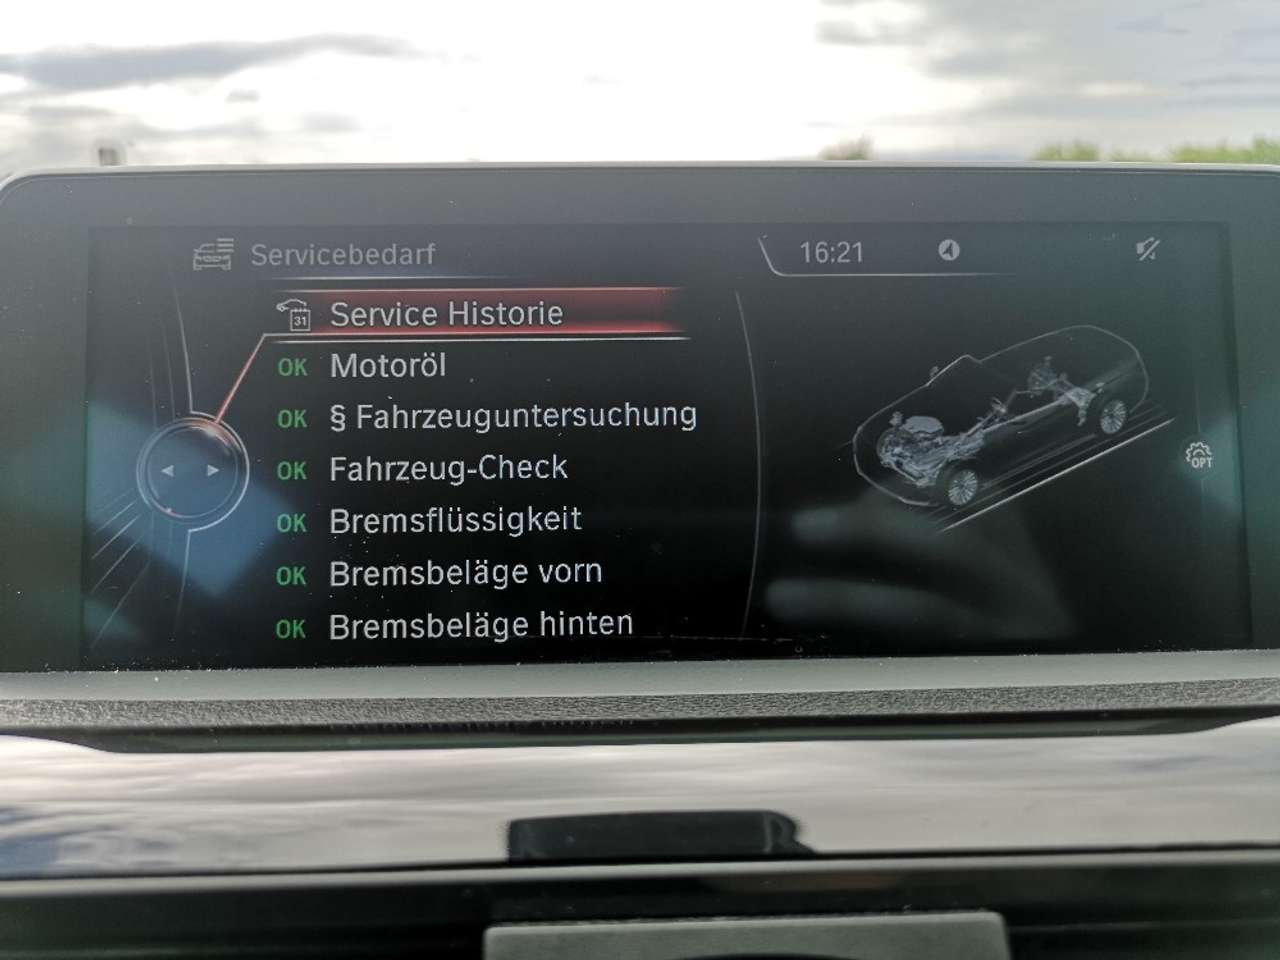 Servicebedarf
16:21
31 Service Historie
OK Motoröl
OK § Fahrzeuguntersuchung
OK Fahrzeug-Check
OK Bremsflüssigkeit
OK Bremsbeläge vorn
OK Bremsbeläge hinten
OPT